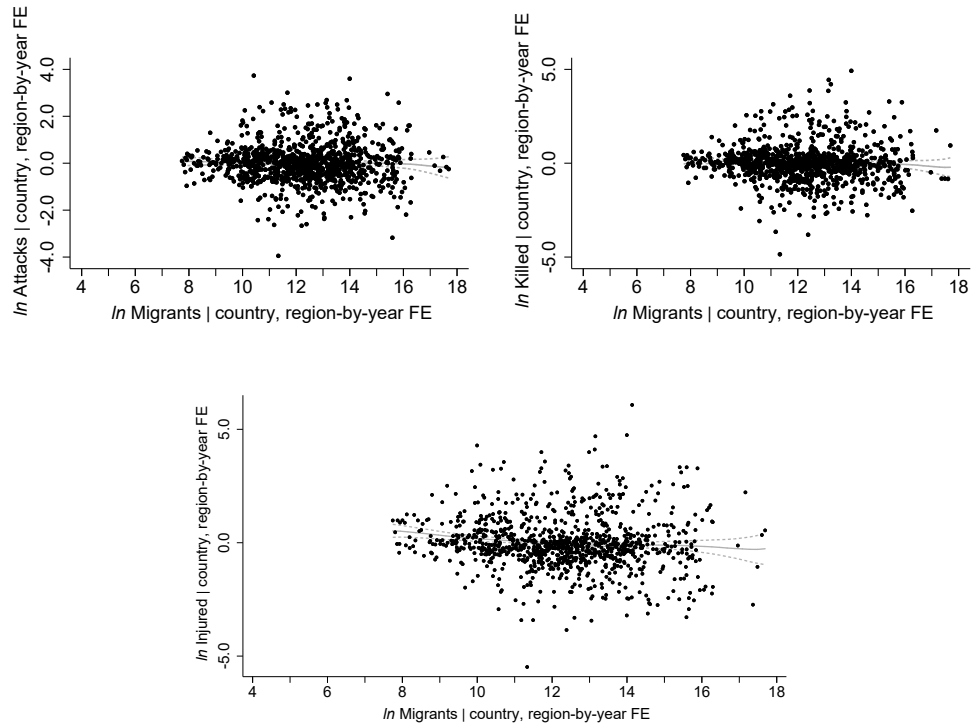 ln Attacks | country, region-by-year FE
4.0
2.0
0.0
-2.0
-4.0
4 6 8 10 12 14 16 18
ln Migrants | country, region-by-year FE
ln Killed | country, region-by-year FE
5.0
0.0
-5.0
4 6 8 10 12 14 16 18
ln Migrants | country, region-by-year FE
ln Injured | country, region-by-year FE
5.0
0.0
-5.0
4 6 8 10 12 14 16 18
ln Migrants | country, region-by-year FE